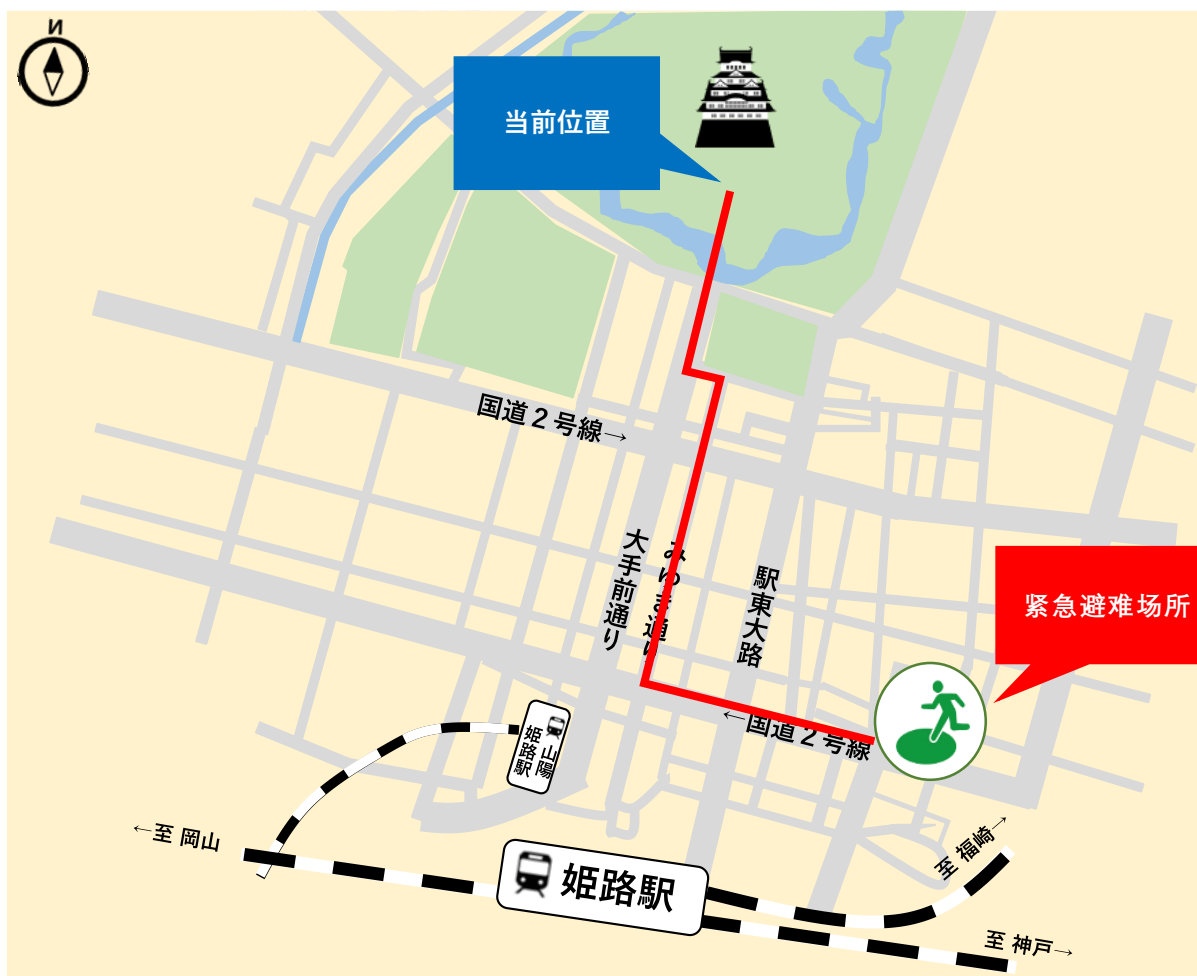 N
当前位置
国道２号線→
みゆき通り
大手前通り
駅東大路
紧急避难场所
←国道２号線
山陽
姫路駅
←至 岡山
姫路駅
至 福崎→
至 神戸→